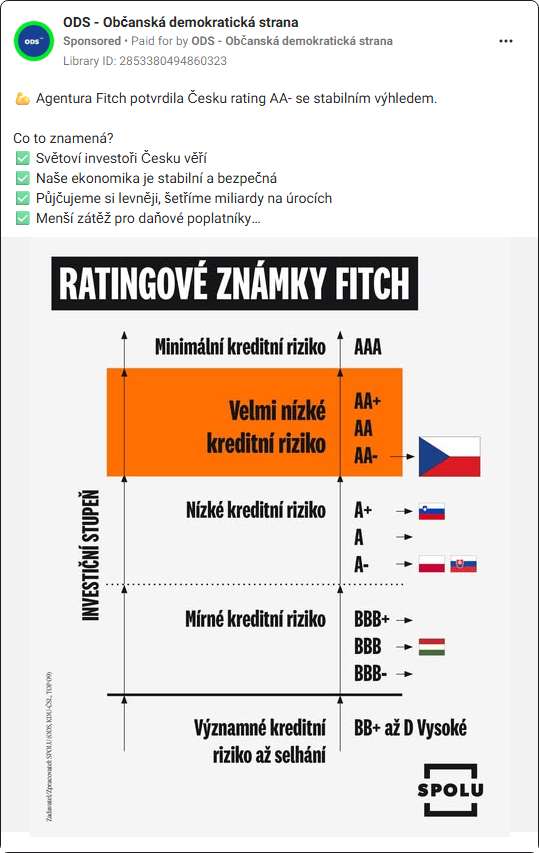 ODS - Občanská demokratická strana
Sponsored • Paid for by ODS - Občanská demokratická strana
Library ID: 2853380494860323
💪 Agentura Fitch potvrdila Česku rating AA- se stabilním výhledem.
Co to znamená?
✅ Světoví investoři Česku věří
✅ Naše ekonomika je stabilní a bezpečná
✅ Půjčujeme si levněji, šetříme miliardy na úrocích
✅ Menší zátěž pro daňové poplatníky…
RATINGOVÉ ZNÁMKY FITCH
Minimální kreditní riziko AAA
Velmi nízké
kreditní riziko
AA+
AA
AA-
INVESTIČNÍ STUPEŇ
Nízké kreditní riziko A+
A
A-
Mírné kreditní riziko BBB+
BBB
BBB-
Významné kreditní
riziko až selhání
BB+ až D Vysoké
Zadavatel/Zpracovatel: SPOLU (ODS, KDU-ČSL, TOP 09)
SPOLU
ODS